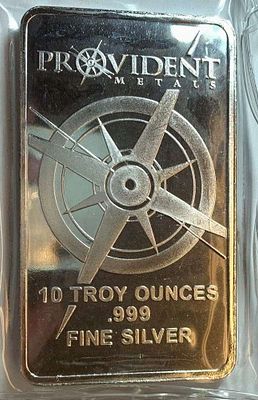 PROVIDENT
METALS
10 TROY OUNCES
.999
FINE SILVER